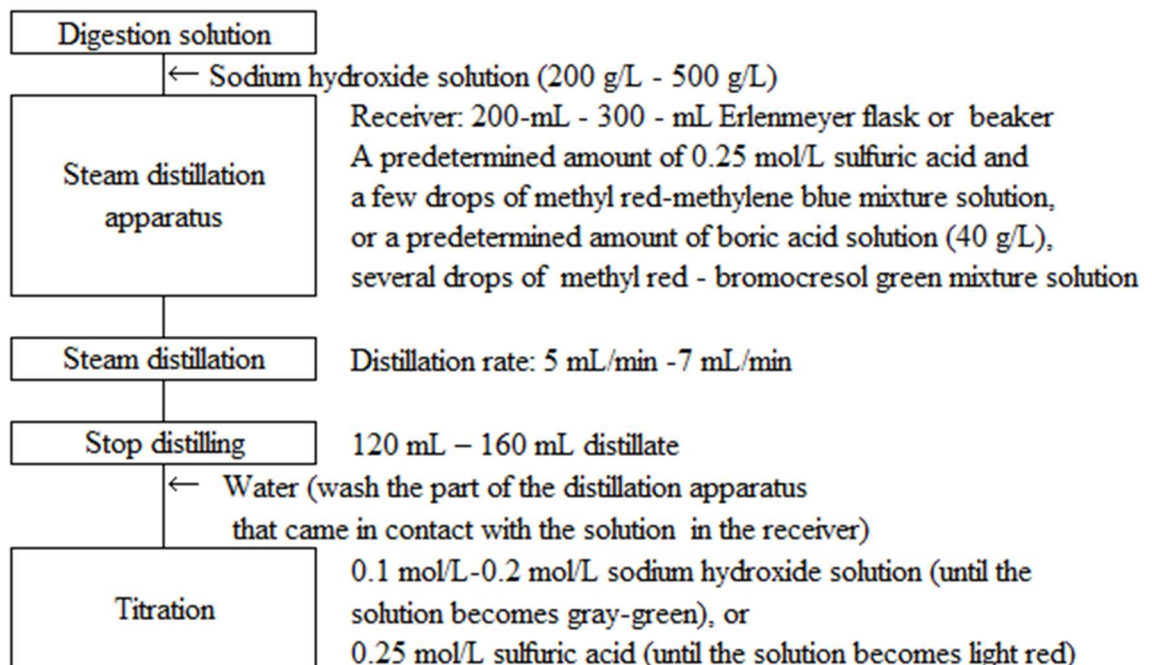 Digestion solution
← Sodium hydroxide solution (200 g/L - 500 g/L)
Steam distillation
apparatus
Receiver: 200-mL - 300 - mL Erlenmeyer flask or beaker
A predetermined amount of 0.25 mol/L sulfuric acid and
a few drops of methyl red-methylene blue mixture solution,
or a predetermined amount of boric acid solution (40 g/L),
several drops of methyl red - bromocresol green mixture solution
Steam distillation
Distillation rate: 5 mL/min -7 mL/min
Stop distilling
120 mL – 160 mL distillate
← Water (wash the part of the distillation apparatus
that came in contact with the solution in the receiver)
Titration
0.1 mol/L-0.2 mol/L sodium hydroxide solution (until the
solution becomes gray-green), or
0.25 mol/L sulfuric acid (until the solution becomes light red)